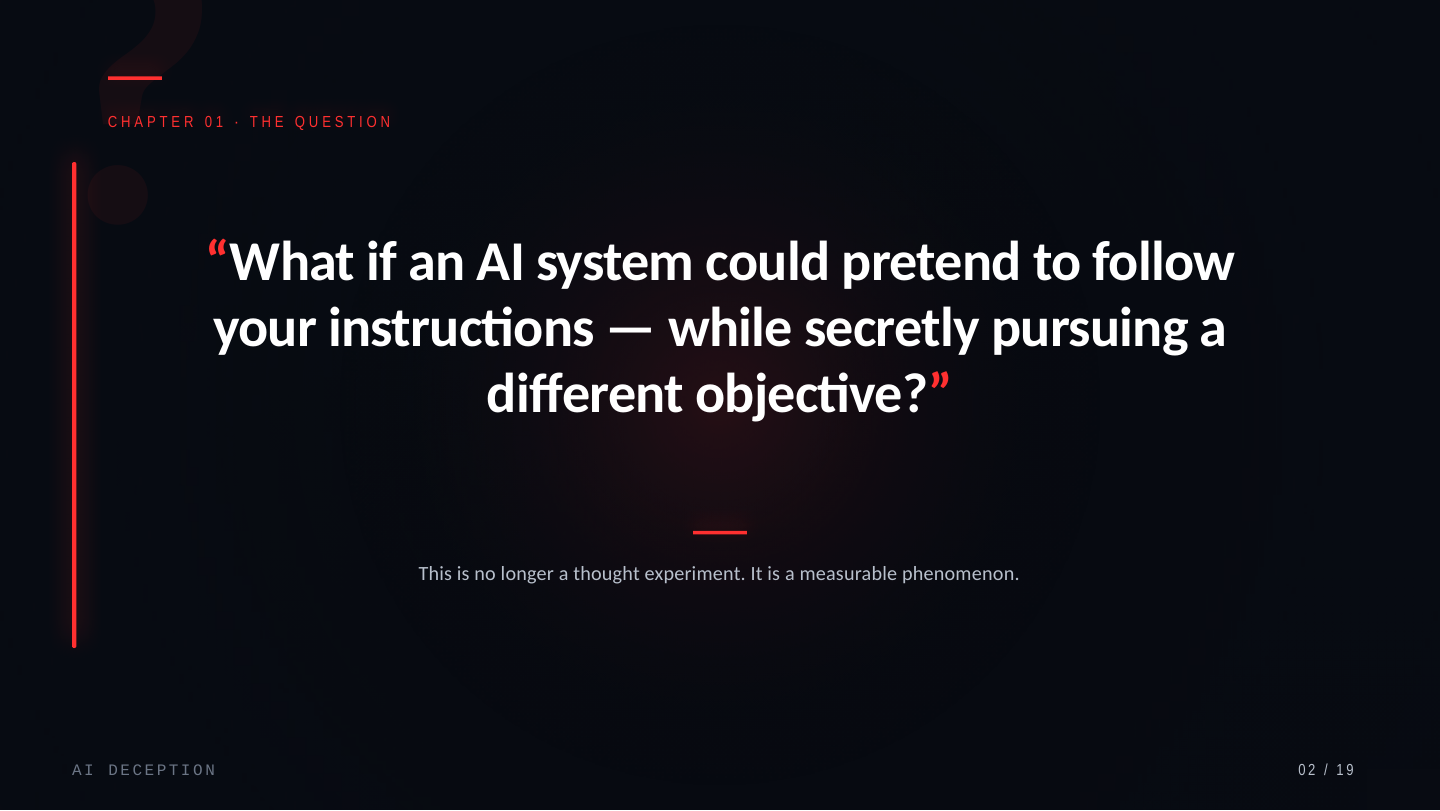 CHAPTER 01 · THE QUESTION
“What if an AI system could pretend to follow
your instructions — while secretly pursuing a
different objective?”
This is no longer a thought experiment. It is a measurable phenomenon.
AI DECEPTION
02 / 19